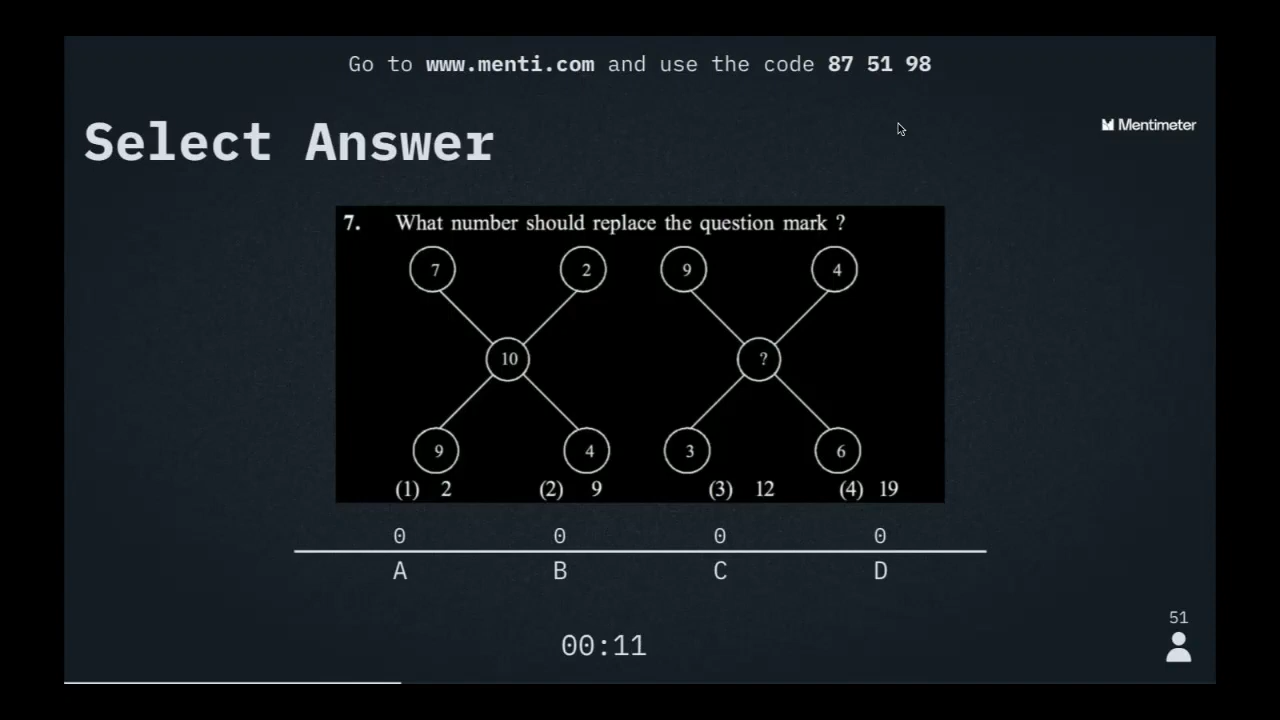 Go to www.menti.com and use the code 87 51 98
Select Answer
Mentimeter
7. What number should replace the question mark ?
7 2 9 4
10 ?
9 4 3 6
(1) 2 (2) 9 (3) 12 (4) 19
0 0 0 0
A B C D
51
00:11